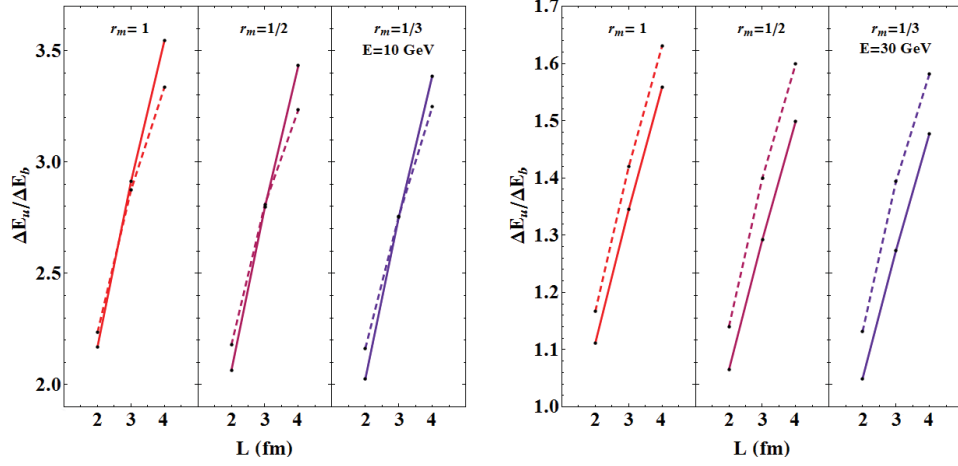 r_m = 1 r_m=1/2 r_m=1/3
E=10 GeV
3.5
3.0
2.5
2.0
ΔE_u/ΔE_b
2 3 4 2 3 4 2 3 4
L (fm)
r_m = 1 r_m=1/2 r_m=1/3
E=30 GeV
1.7
1.6
1.5
1.4
1.3
1.2
1.1
1.0
ΔE_u/ΔE_b
2 3 4 2 3 4 2 3 4
L (fm)